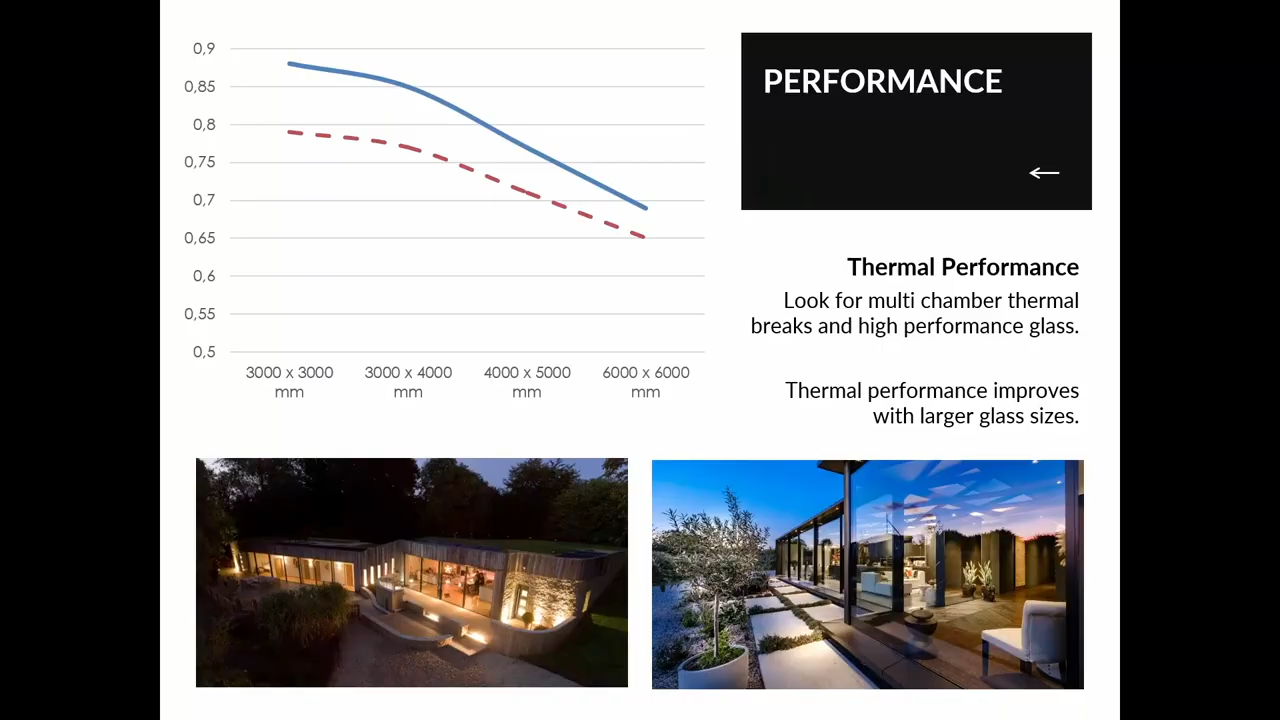 0,9
0,85
0,8
0,75
0,7
0,65
0,6
0,55
0,5
3000 x 3000
mm
3000 x 4000
mm
4000 x 5000
mm
6000 x 6000
mm
PERFORMANCE
←
Thermal Performance
Look for multi chamber thermal
breaks and high performance glass.
Thermal performance improves
with larger glass sizes.